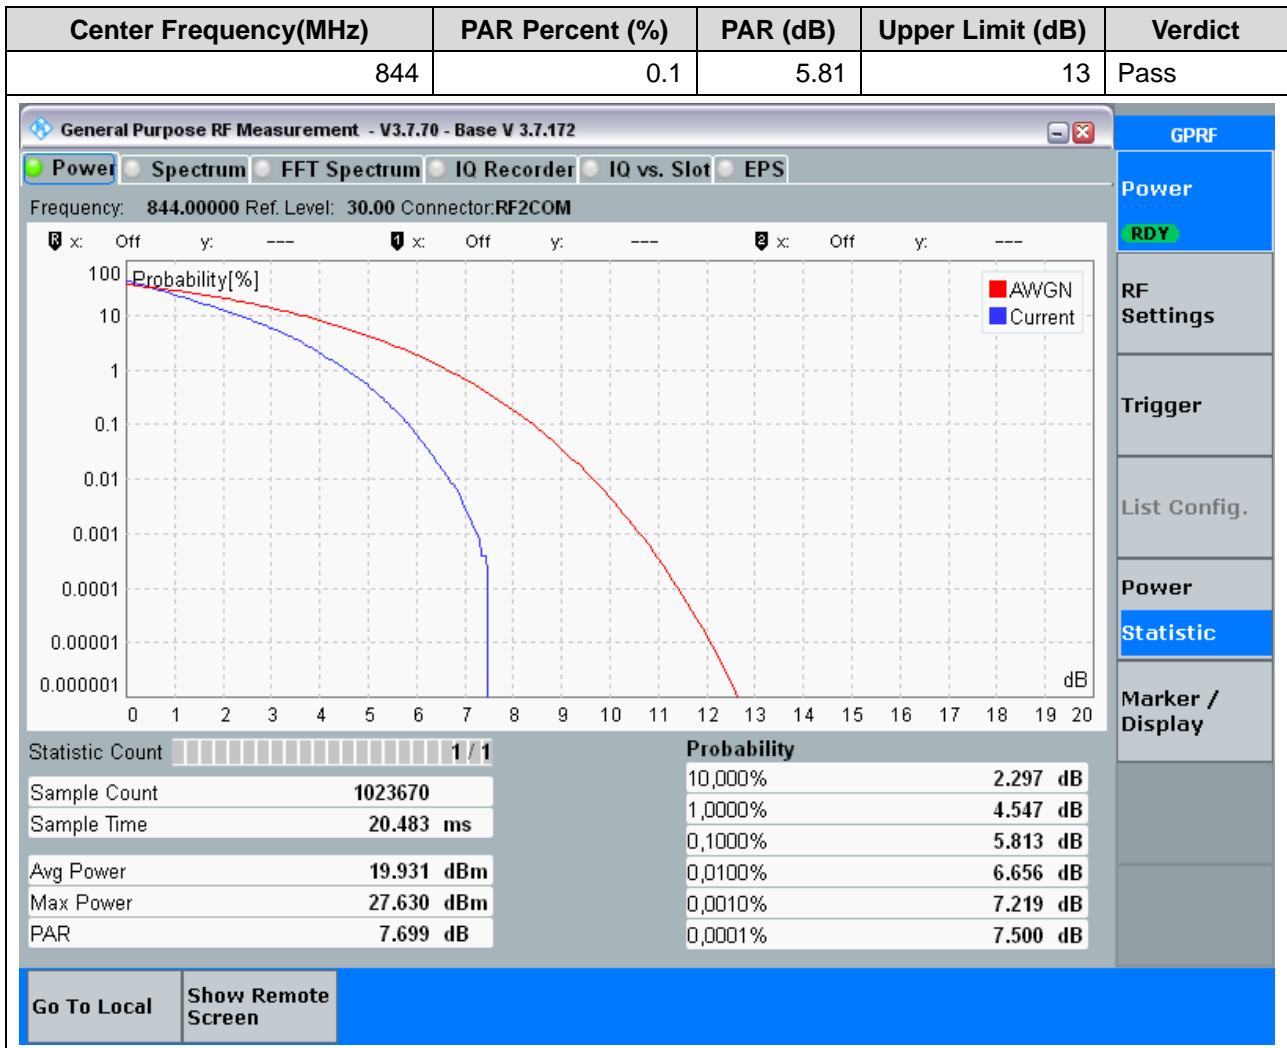 Center Frequency(MHz) PAR Percent (%) PAR (dB) Upper Limit (dB) Verdict
844 0.1 5.81 13 Pass
General Purpose RF Measurement - V3.7.70 - Base V 3.7.172
GPRF
Power Spectrum FFT Spectrum IQ Recorder IQ vs. Slot EPS
Power
RDY
Frequency: 844.00000 Ref. Level: 30.00 Connector:RF2COM
R x: Off y: --- 1 x: Off y: --- 2 x: Off y: ---
Probability[%]
AWGN
Current
100
10
1
0.1
0.01
0.001
0.0001
0.00001
0.000001
dB
0 1 2 3 4 5 6 7 8 9 10 11 12 13 14 15 16 17 18 19 20
RF
Settings
Trigger
List Config.
Power
Statistic
Marker /
Display
Statistic Count 1 / 1
Sample Count 1023670
Sample Time 20.483 ms
Avg Power 19.931 dBm
Max Power 27.630 dBm
PAR 7.699 dB
Probability
10,000% 2.297 dB
1,0000% 4.547 dB
0,1000% 5.813 dB
0,0100% 6.656 dB
0,0010% 7.219 dB
0,0001% 7.500 dB
Go To Local
Show Remote
Screen